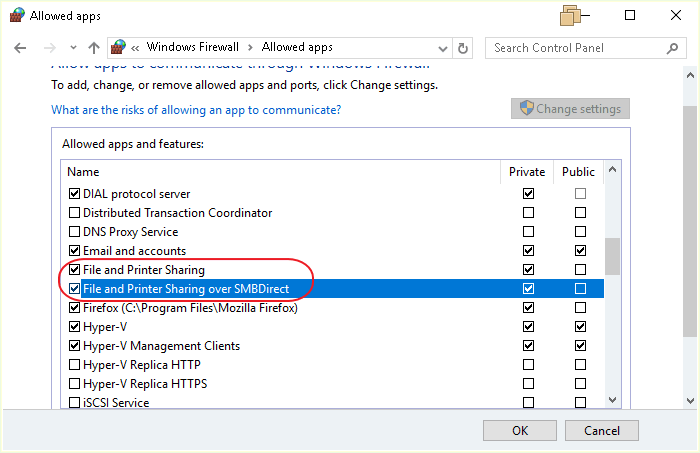 Allowed apps
Windows Firewall > Allowed apps
Search Control Panel
Allow apps to communicate through Windows Firewall
To add, change, or remove allowed apps and ports, click Change settings.
What are the risks of allowing an app to communicate?
Change settings
Allowed apps and features:
Name Private Public
DIAL protocol server
Distributed Transaction Coordinator
DNS Proxy Service
Email and accounts
File and Printer Sharing
File and Printer Sharing over SMBDirect
Firefox (C:\Program Files\Mozilla Firefox)
Hyper-V
Hyper-V Management Clients
Hyper-V Replica HTTP
Hyper-V Replica HTTPS
iSCSI Service
OK Cancel